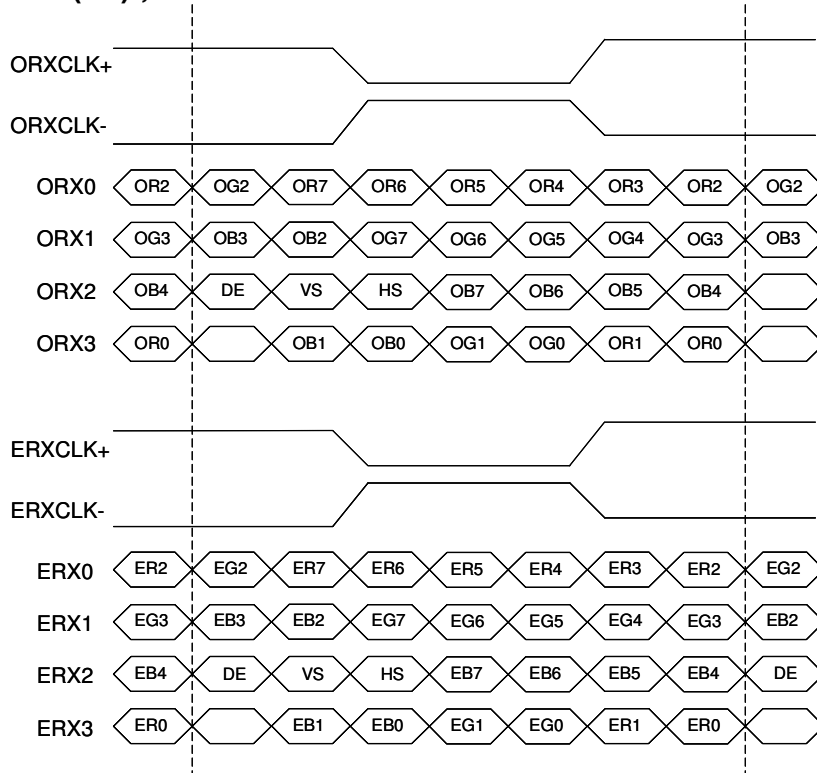 ORXCLK+
ORXCLK-
ORX0 OR2 OG2 OR7 OR6 OR5 OR4 OR3 OR2 OG2
ORX1 OG3 OB3 OB2 OG7 OG6 OG5 OG4 OG3 OB3
ORX2 OB4 DE VS HS OB7 OB6 OB5 OB4
ORX3 OR0 OB1 OB0 OG1 OG0 OR1 OR0
ERXCLK+
ERXCLK-
ERX0 ER2 EG2 ER7 ER6 ER5 ER4 ER3 ER2 EG2
ERX1 EG3 EB3 EB2 EG7 EG6 EG5 EG4 EG3 EB2
ERX2 EB4 DE VS HS EB7 EB6 EB5 EB4 DE
ERX3 ER0 EB1 EB0 EG1 EG0 ER1 ER0